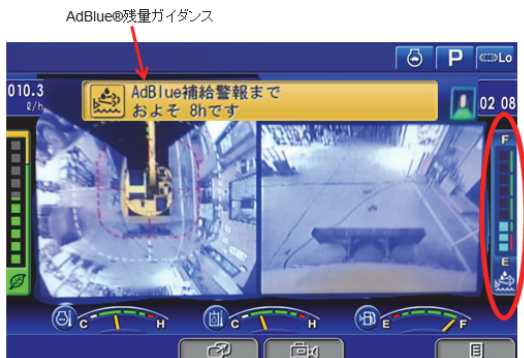 AdBlue®残量ガイダンス
P
Lo
010.3
ℓ/h
AdBlue補給警報まで
およそ 8hです
02 08
F
E
C H
C H
E F